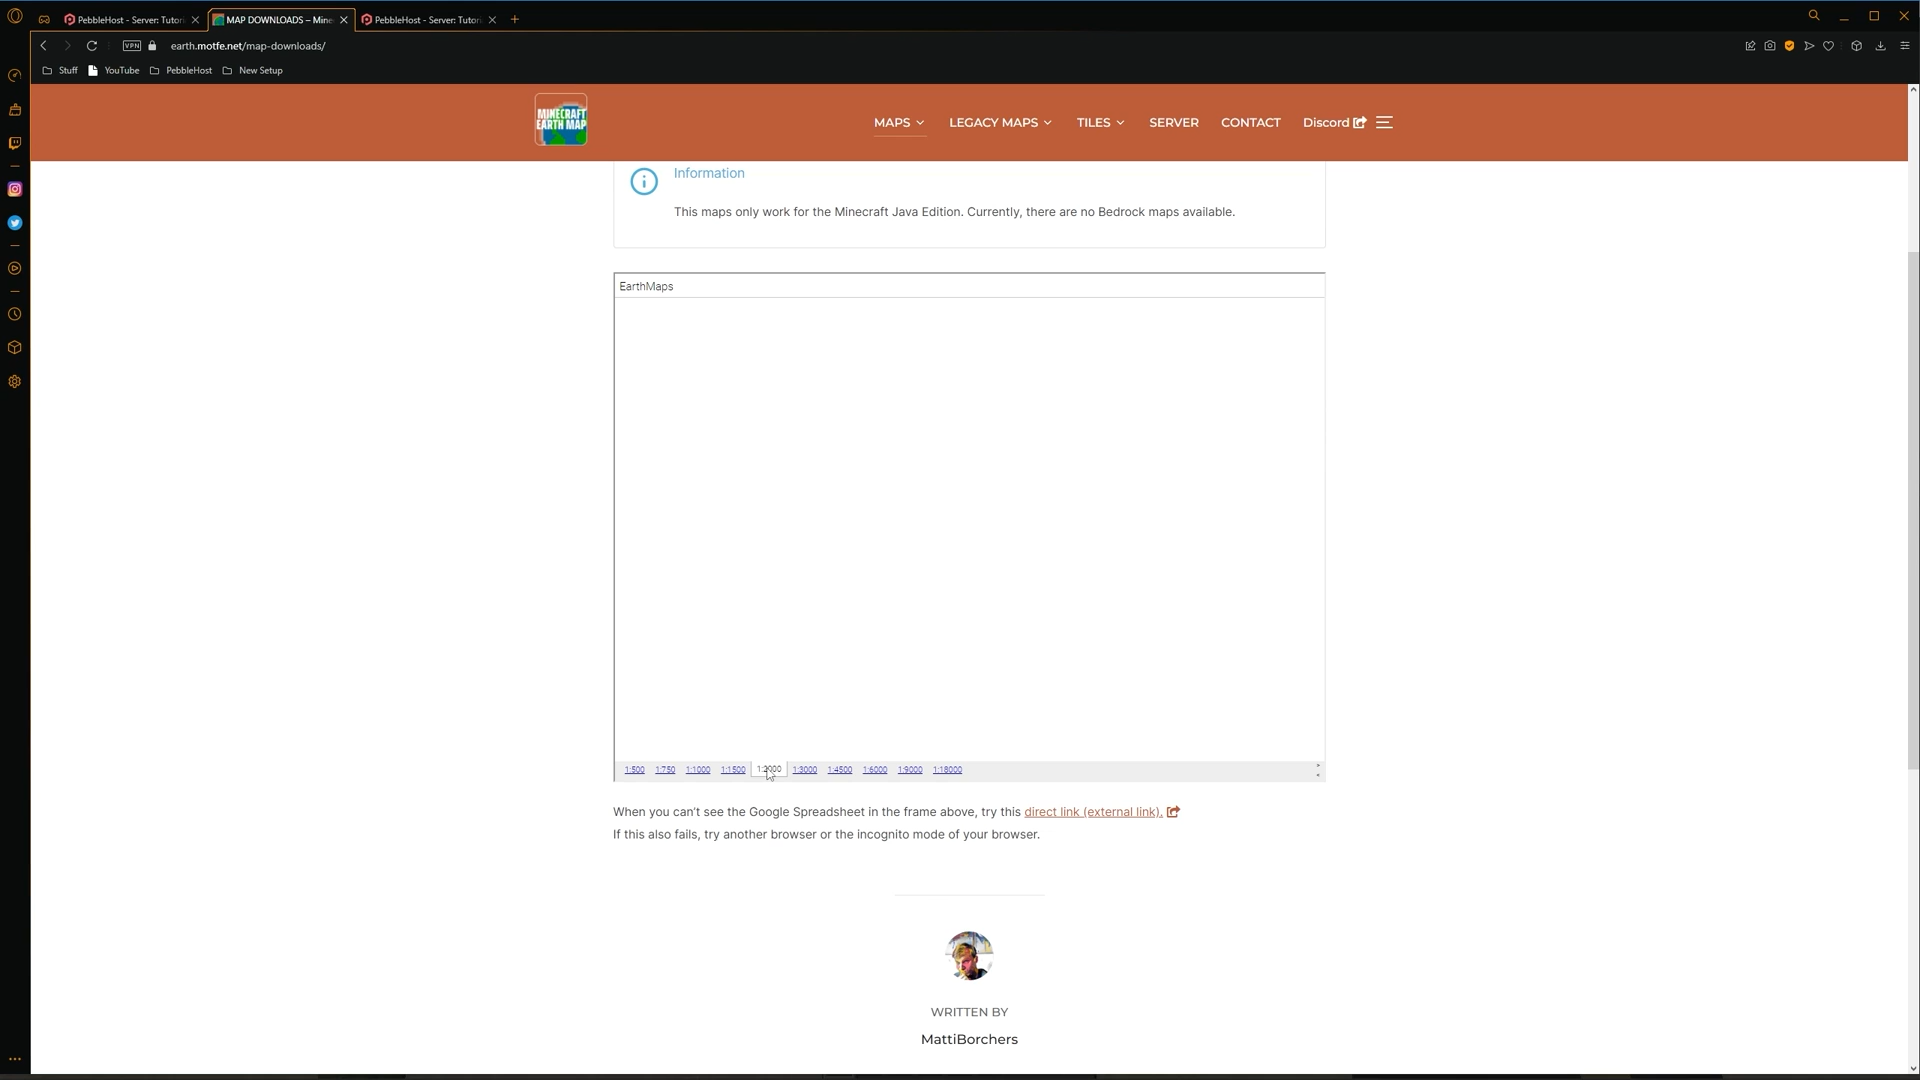 PebbleHost - Server: Tutori
MAP DOWNLOADS – Mine
PebbleHost - Server: Tutori
VPN
earth.motfe.net/map-downloads/
Stuff
YouTube
PebbleHost
New Setup
MINECRAFT
EARTH MAP
MAPS
LEGACY MAPS
TILES
SERVER
CONTACT
Discord
Information
This maps only work for the Minecraft Java Edition. Currently, there are no Bedrock maps available.
EarthMaps
1:500 1:750 1:1000 1:1500 1:2000 1:3000 1:4500 1:6000 1:9000 1:18000
When you can’t see the Google Spreadsheet in the frame above, try this direct link (external link).
If this also fails, try another browser or the incognito mode of your browser.
WRITTEN BY
MattiBorchers